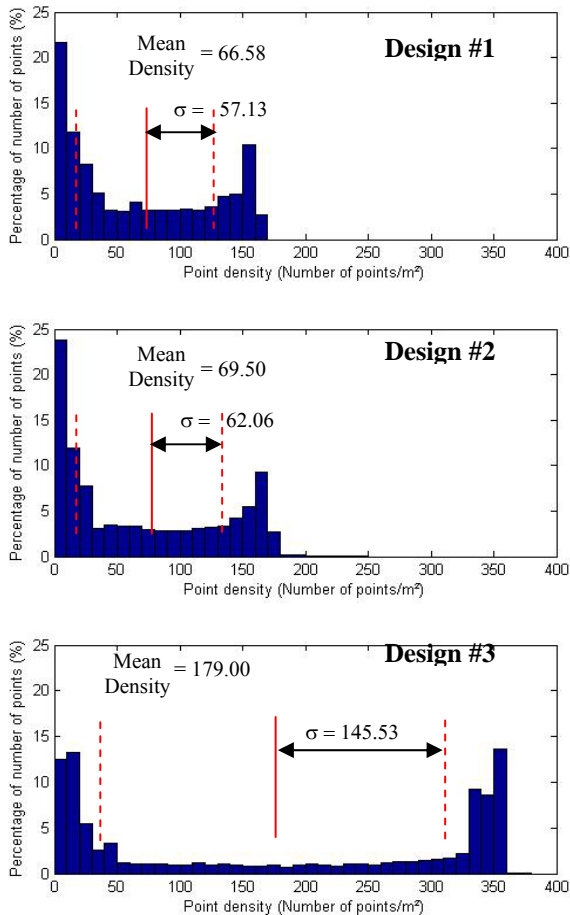 25
20
15
10
5
0
Percentage of number of points (%)
Mean
Density = 66.58
Design #1
σ = 57.13
0 50 100 150 200 250 300 350 400
Point density (Number of points/m²)
25
20
15
10
5
0
Percentage of number of points (%)
Mean
Density = 69.50
Design #2
σ = 62.06
0 50 100 150 200 250 300 350 400
Point density (Number of points/m²)
25
20
15
10
5
0
Percentage of number of points (%)
Mean
Density = 179.00
Design #3
σ = 145.53
0 50 100 150 200 250 300 350 400
Point density (Number of points/m²)